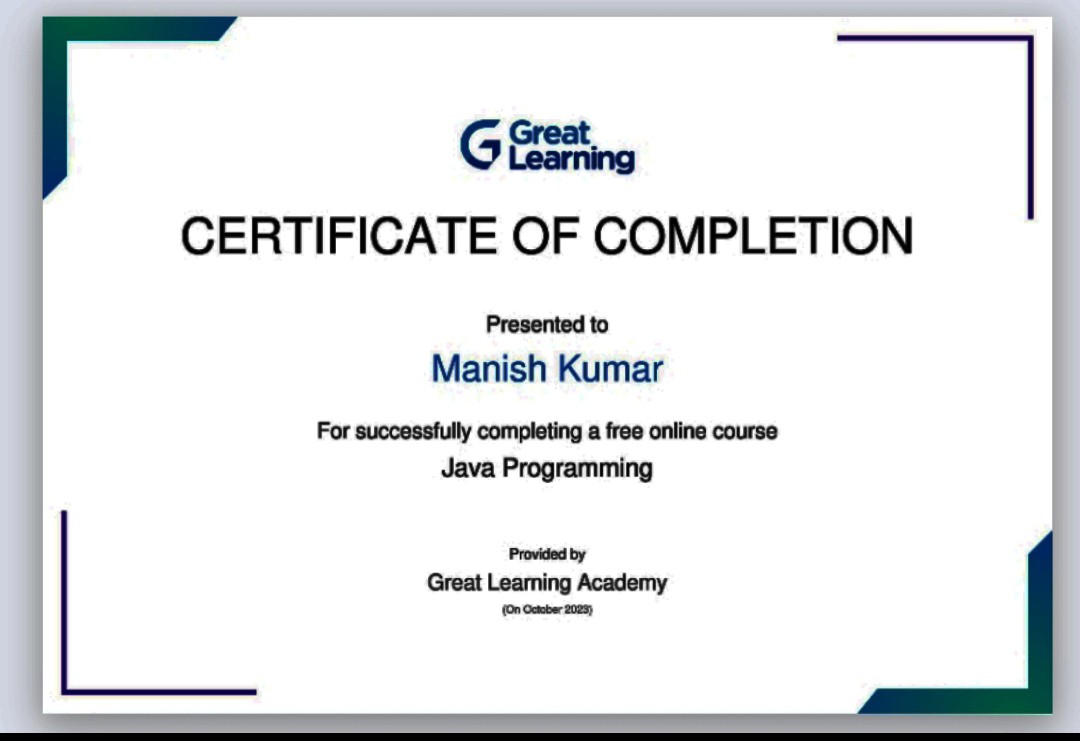 Great
Learning
CERTIFICATE OF COMPLETION
Presented to
Manish Kumar
For successfully completing a free online course
Java Programming
Provided by
Great Learning Academy
(On October 2023)